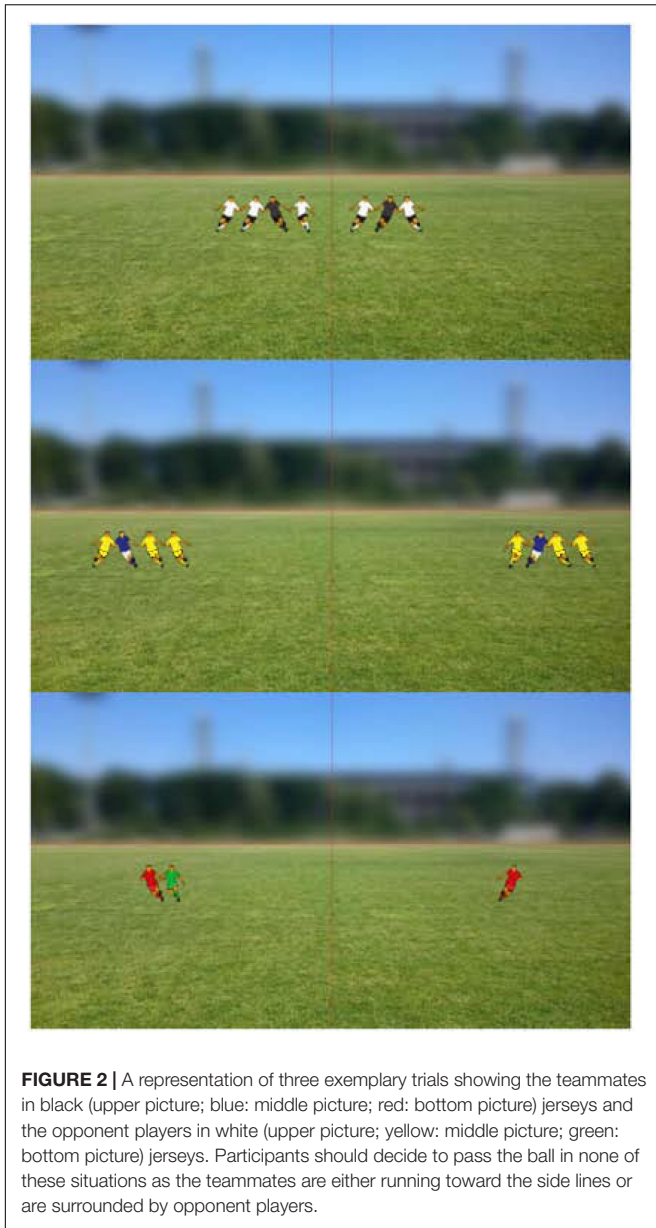 FIGURE 2 | A representation of three exemplary trials showing the teammates
in black (upper picture; blue: middle picture; red: bottom picture) jerseys and
the opponent players in white (upper picture; yellow: middle picture; green:
bottom picture) jerseys. Participants should decide to pass the ball in none of
these situations as the teammates are either running toward the side lines or
are surrounded by opponent players.